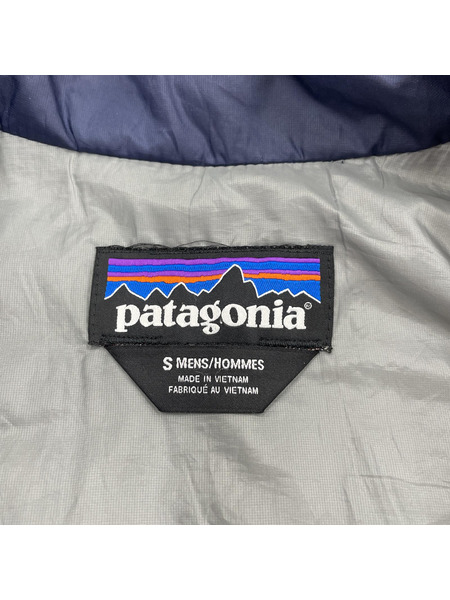 patagonia
S MENS/HOMMES
MADE IN VIETNAM
FABRIQUÉ AU VIETNAM